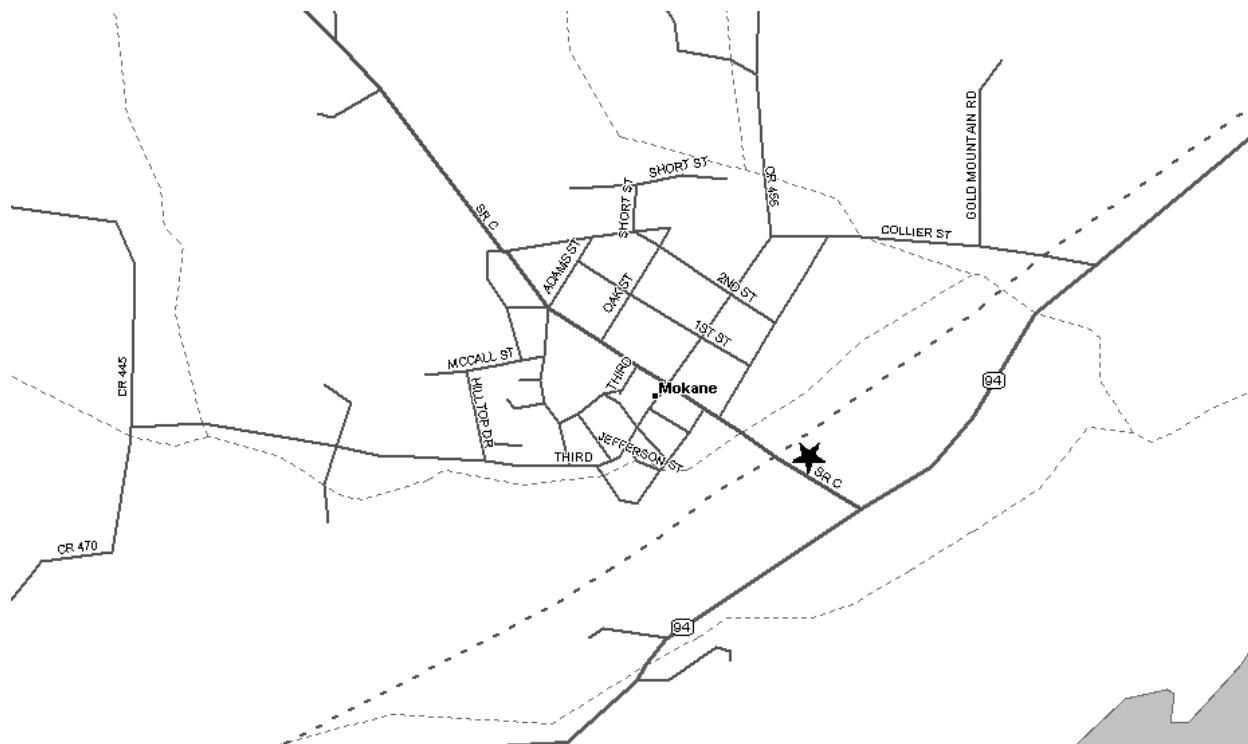 SHORT ST
CR 455
GOLD MOUNTAIN RD
SHORT ST
SR C
COLLIER ST
ADAMS ST
OAK ST
2ND ST
1ST ST
MCCALL ST
CR 445
THIRD
Mokane
94
HILLTOP DR
JEFFERSON ST
THIRD
SR C
CR 470
94